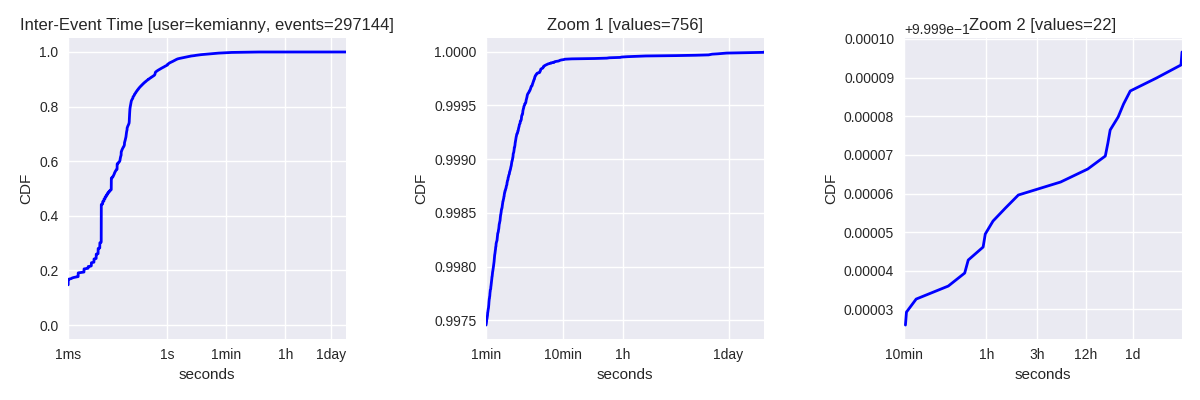 Inter-Event Time [user=kemianny, events=297144]
1.0
0.8
0.6
0.4
0.2
0.0
CDF
1ms
1s
1min
1h
1day
seconds
Zoom 1 [values=756]
1.0000
0.9995
0.9990
0.9985
0.9980
0.9975
CDF
1min
10min
1h
1day
seconds
Zoom 2 [values=22]
+9.999e−1
0.00010
0.00009
0.00008
0.00007
0.00006
0.00005
0.00004
0.00003
CDF
10min
1h
3h
12h
1d
seconds